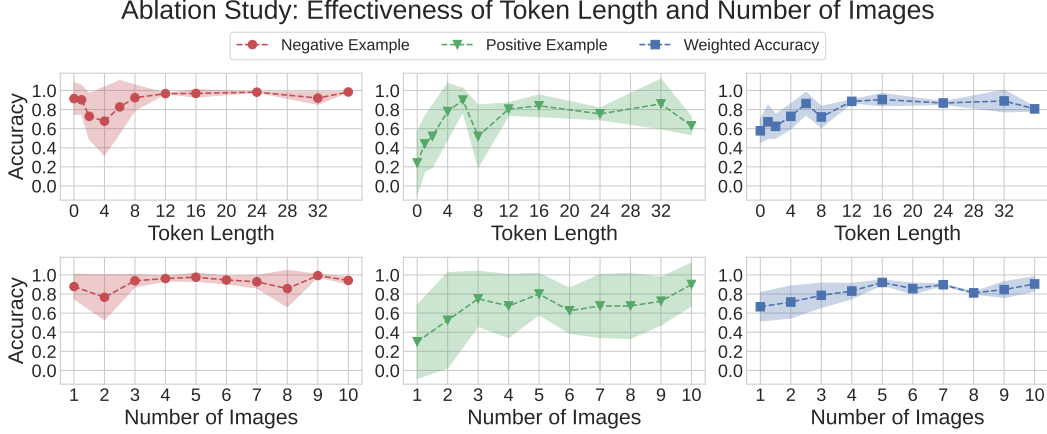 Ablation Study: Effectiveness of Token Length and Number of Images
Negative Example Positive Example Weighted Accuracy
Accuracy
1.0
0.8
0.6
0.4
0.2
0.0
0 4 8 12 16 20 24 28 32
Token Length
1.0
0.8
0.6
0.4
0.2
0.0
0 4 8 12 16 20 24 28 32
Token Length
1.0
0.8
0.6
0.4
0.2
0.0
0 4 8 12 16 20 24 28 32
Token Length
Accuracy
1.0
0.8
0.6
0.4
0.2
0.0
1 2 3 4 5 6 7 8 9 10
Number of Images
1.0
0.8
0.6
0.4
0.2
0.0
1 2 3 4 5 6 7 8 9 10
Number of Images
1.0
0.8
0.6
0.4
0.2
0.0
1 2 3 4 5 6 7 8 9 10
Number of Images